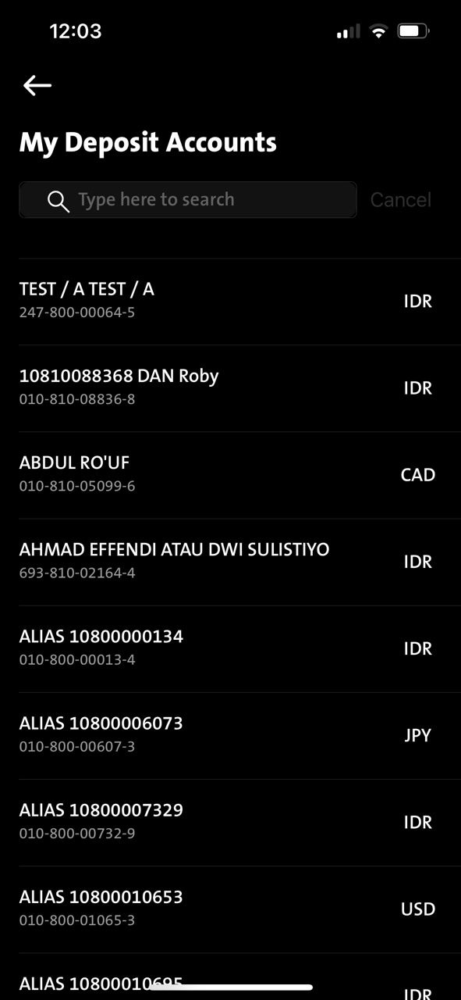 12:03
My Deposit Accounts
Type here to search
Cancel
TEST / A TEST / A
247-800-00064-5
IDR
10810088368 DAN Roby
010-810-08836-8
IDR
ABDUL RO'UF
010-810-05099-6
CAD
AHMAD EFFENDI ATAU DWI SULISTIYO
693-810-02164-4
IDR
ALIAS 10800000134
010-800-00013-4
IDR
ALIAS 10800006073
010-800-00607-3
JPY
ALIAS 10800007329
010-800-00732-9
IDR
ALIAS 10800010653
010-800-01065-3
USD
ALIAS 10800010695
IDR